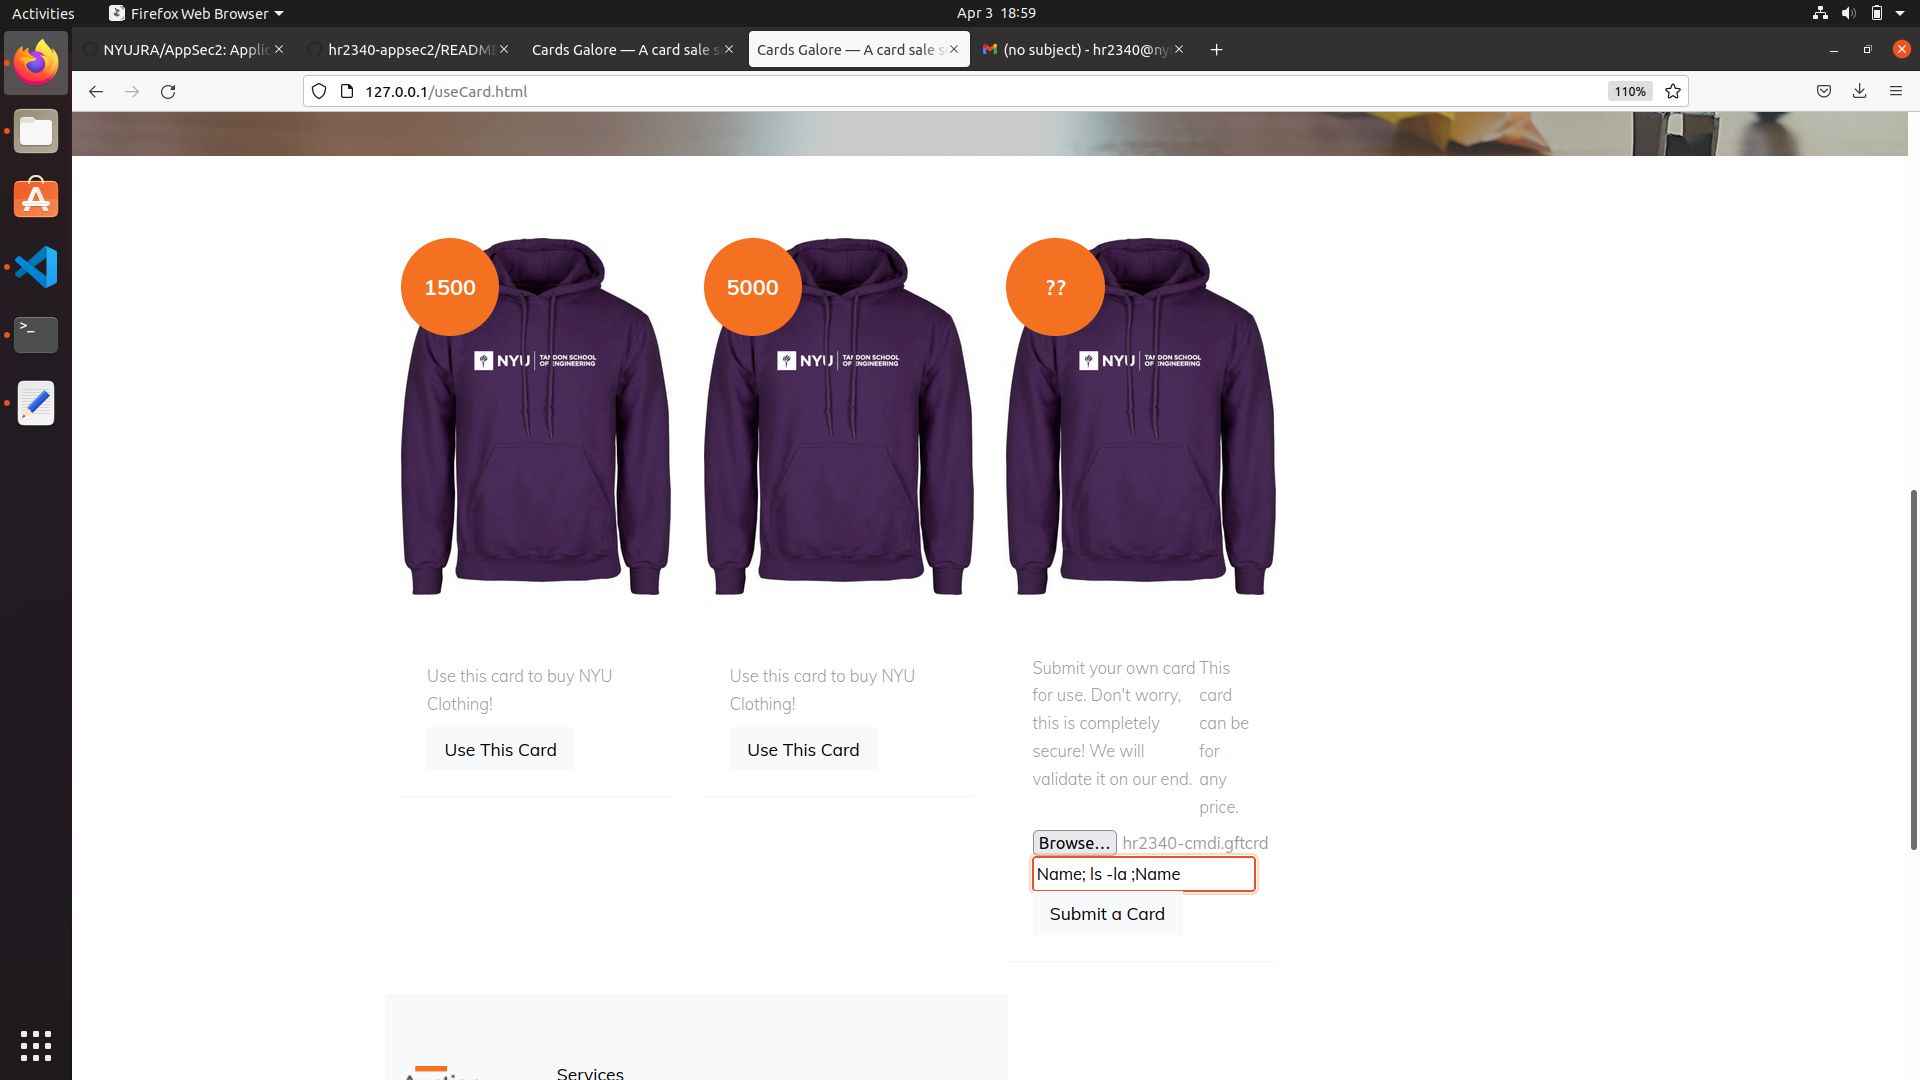 Activities
Firefox Web Browser
Apr 3 18:59
NYUJRA/AppSec2: Applic
hr2340-appsec2/README
Cards Galore — A card sale s
Cards Galore — A card sale s
(no subject) - hr2340@ny
127.0.0.1/useCard.html
110%
1500
5000
??
NYU TANDON SCHOOL OF ENGINEERING
NYU TANDON SCHOOL OF ENGINEERING
NYU TANDON SCHOOL OF ENGINEERING
Use this card to buy NYU
Clothing!
Use This Card
Use this card to buy NYU
Clothing!
Use This Card
Submit your own card
for use. Don't worry,
this is completely
secure! We will
validate it on our end.
This
card
can be
for
any
price.
Browse...
hr2340-cmdi.gftcrd
Name; ls -la ;Name
Submit a Card
Services